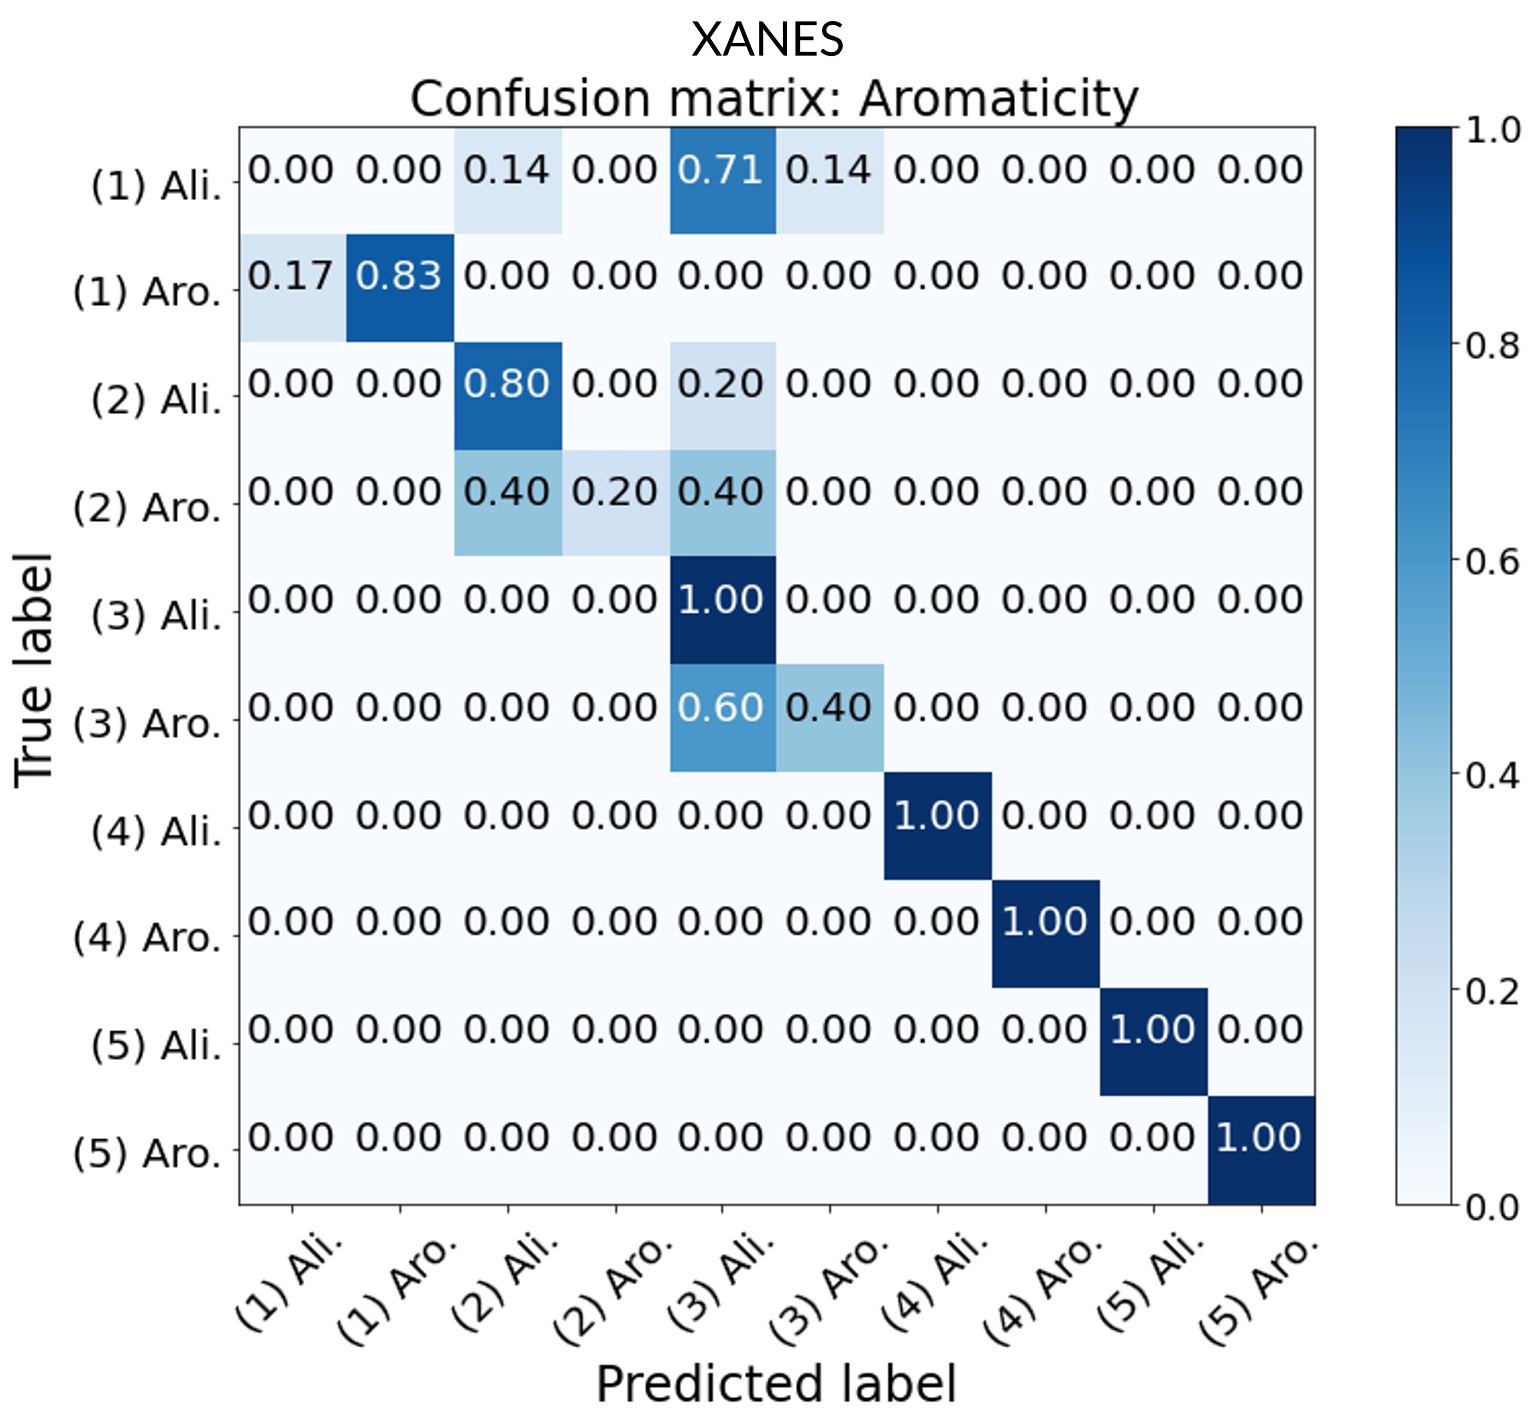 XANES
Confusion matrix: Aromaticity
(1) Ali. 0.00 0.00 0.14 0.00 0.71 0.14 0.00 0.00 0.00 0.00
(1) Aro. 0.17 0.83 0.00 0.00 0.00 0.00 0.00 0.00 0.00 0.00
(2) Ali. 0.00 0.00 0.80 0.00 0.20 0.00 0.00 0.00 0.00 0.00
(2) Aro. 0.00 0.00 0.40 0.20 0.40 0.00 0.00 0.00 0.00 0.00
(3) Ali. 0.00 0.00 0.00 0.00 1.00 0.00 0.00 0.00 0.00 0.00
(3) Aro. 0.00 0.00 0.00 0.00 0.60 0.40 0.00 0.00 0.00 0.00
(4) Ali. 0.00 0.00 0.00 0.00 0.00 0.00 1.00 0.00 0.00 0.00
(4) Aro. 0.00 0.00 0.00 0.00 0.00 0.00 0.00 1.00 0.00 0.00
(5) Ali. 0.00 0.00 0.00 0.00 0.00 0.00 0.00 0.00 1.00 0.00
(5) Aro. 0.00 0.00 0.00 0.00 0.00 0.00 0.00 0.00 0.00 1.00
True label
(1) Ali. (1) Aro. (2) Ali. (2) Aro. (3) Ali. (3) Aro. (4) Ali. (4) Aro. (5) Ali. (5) Aro.
Predicted label
1.0
0.8
0.6
0.4
0.2
0.0